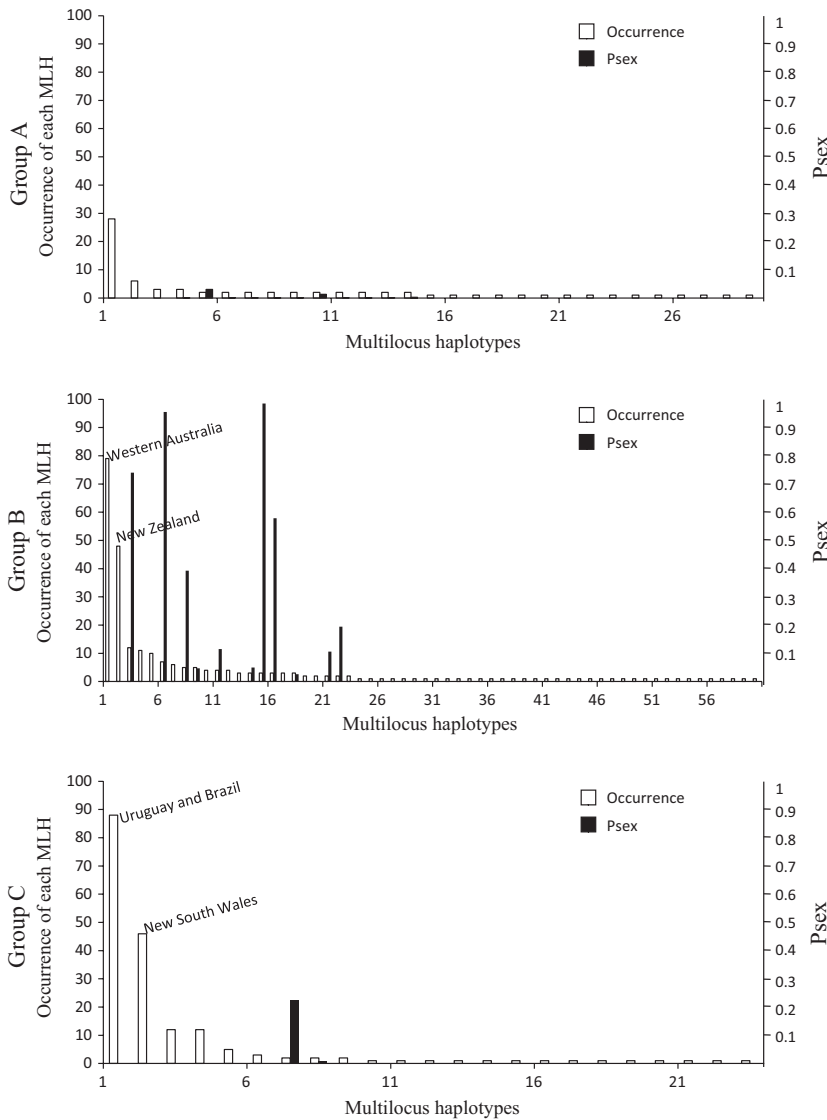 Group A
Occurrence of each MLH
100
90
80
70
60
50
40
30
20
10
0
Occurrence
Psex
1
0.9
0.8
0.7
0.6
0.5
0.4
0.3
0.2
0.1
Psex
1 6 11 16 21 26
Multilocus haplotypes
Group B
Occurrence of each MLH
100
90
80
70
60
50
40
30
20
10
0
Western Australia
New Zealand
Occurrence
Psex
1
0.9
0.8
0.7
0.6
0.5
0.4
0.3
0.2
0.1
Psex
1 6 11 16 21 26 31 36 41 46 51 56
Multilocus haplotypes
Group C
Occurrence of each MLH
100
90
80
70
60
50
40
30
20
10
0
Uruguay and Brazil
New South Wales
Occurrence
Psex
1
0.9
0.8
0.7
0.6
0.5
0.4
0.3
0.2
0.1
Psex
1 6 11 16 21
Multilocus haplotypes